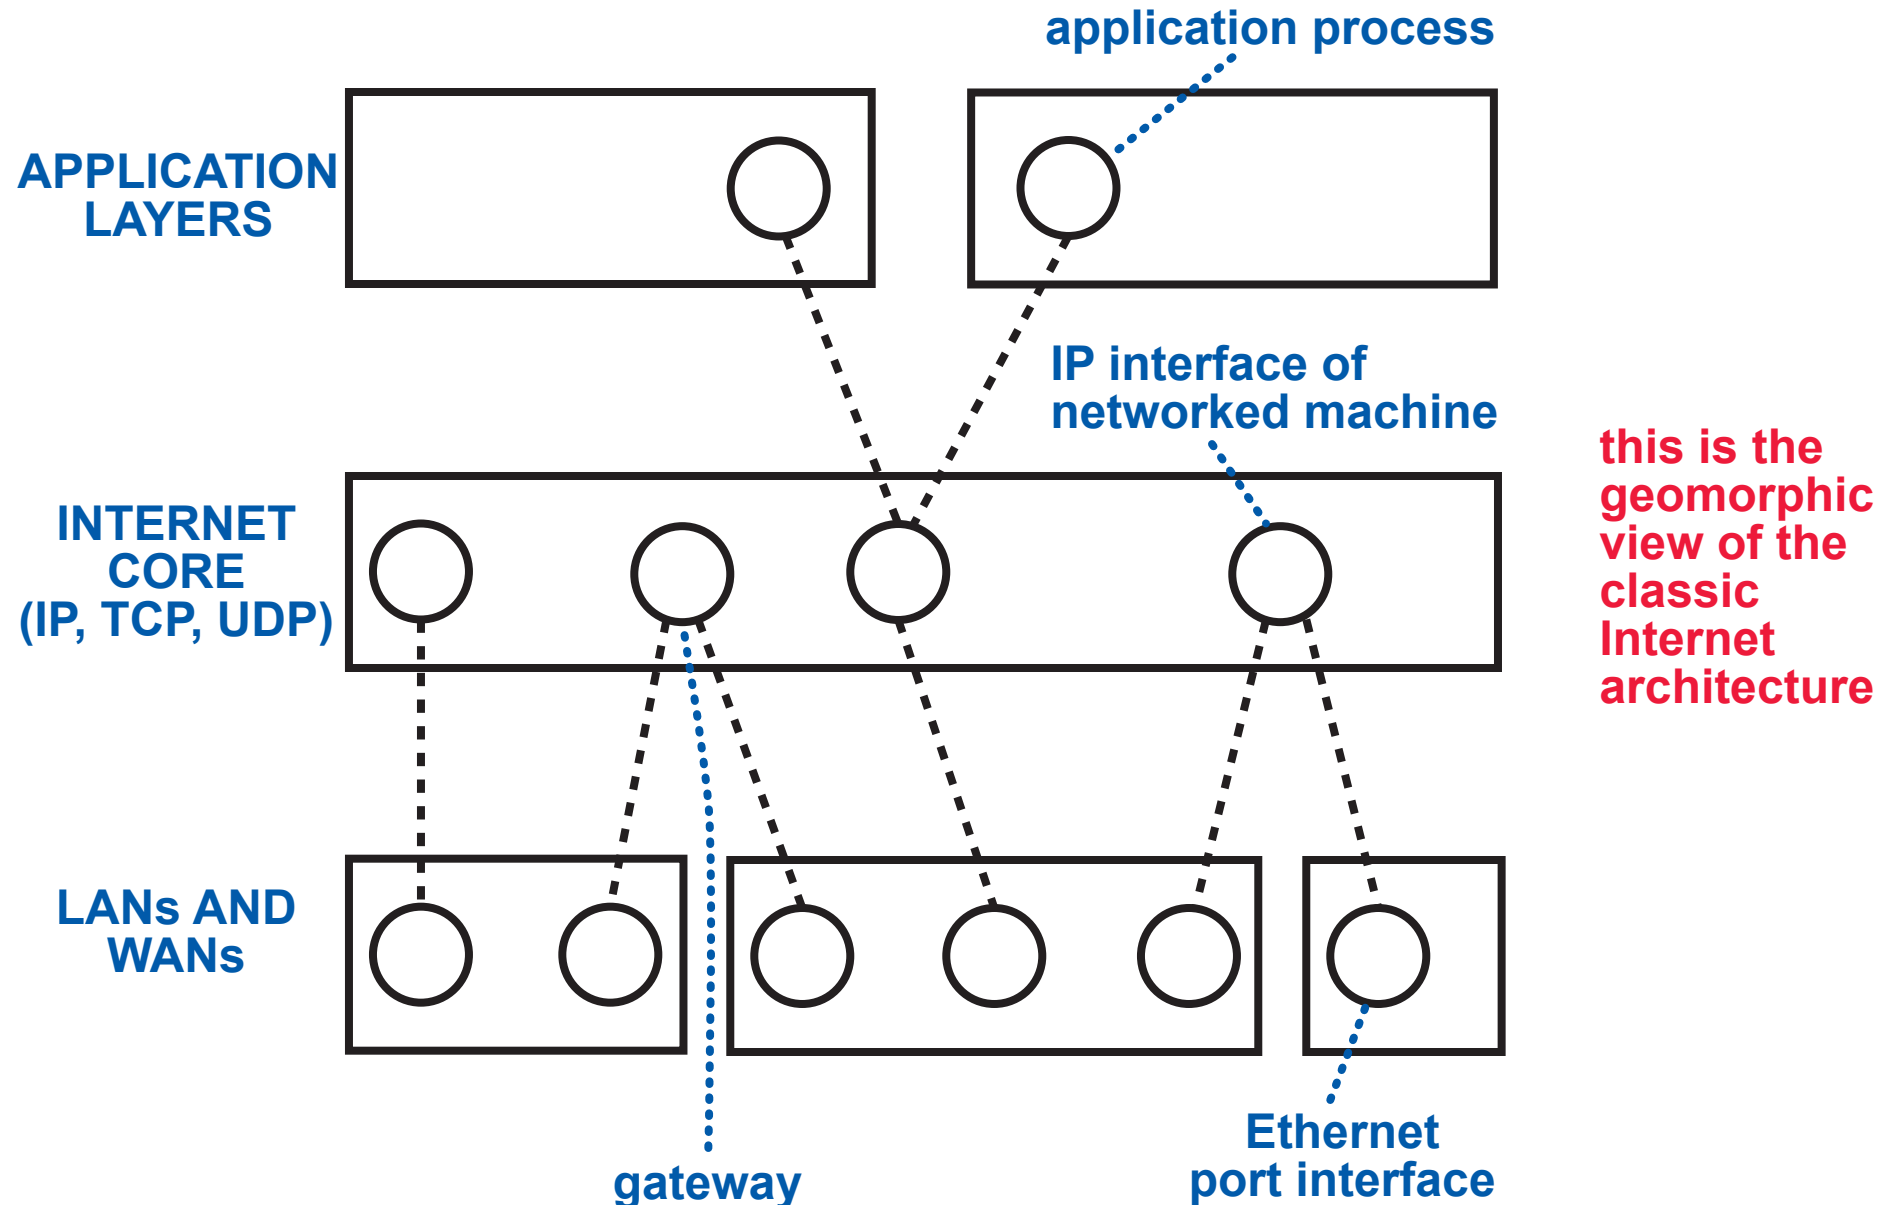 application process
APPLICATION
LAYERS
IP interface of
networked machine
INTERNET
CORE
(IP, TCP, UDP)
this is the
geomorphic
view of the
classic
Internet
architecture
LANs AND
WANs
Ethernet
port interface
gateway